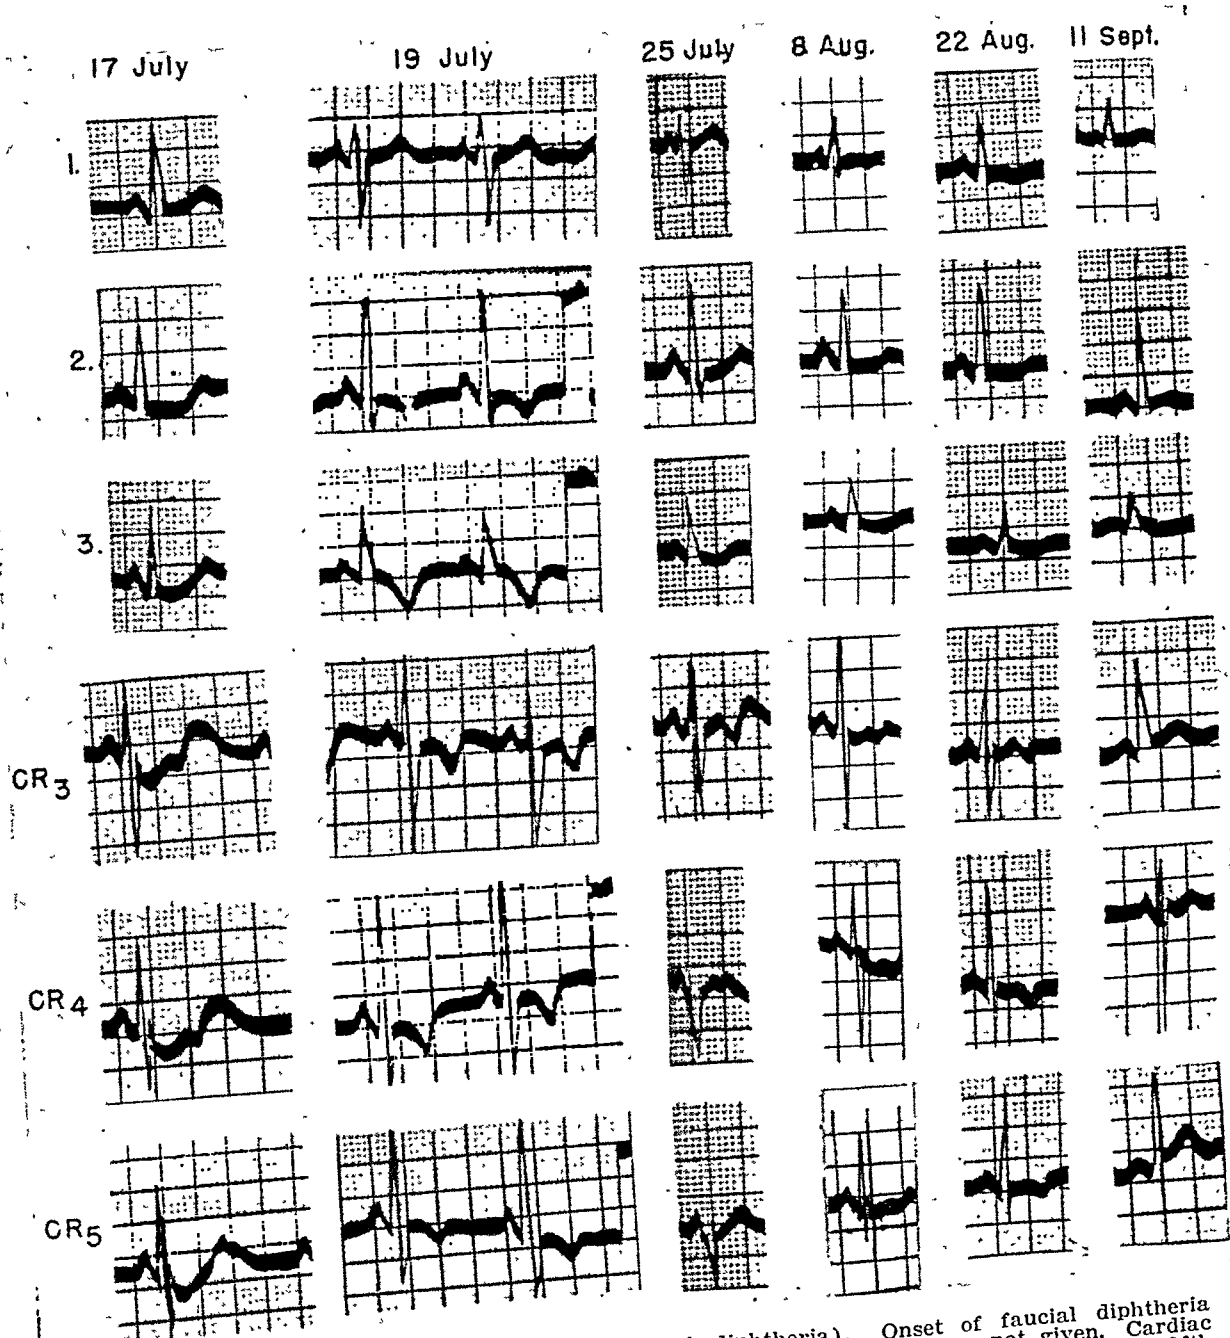 17 July 19 July 25 July 8 Aug. 22 Aug. 11 Sept.
1.
2.
3.
CR3
CR4
CR5
diphtheria). Onset of faucial diphtheria
not given. Cardiac